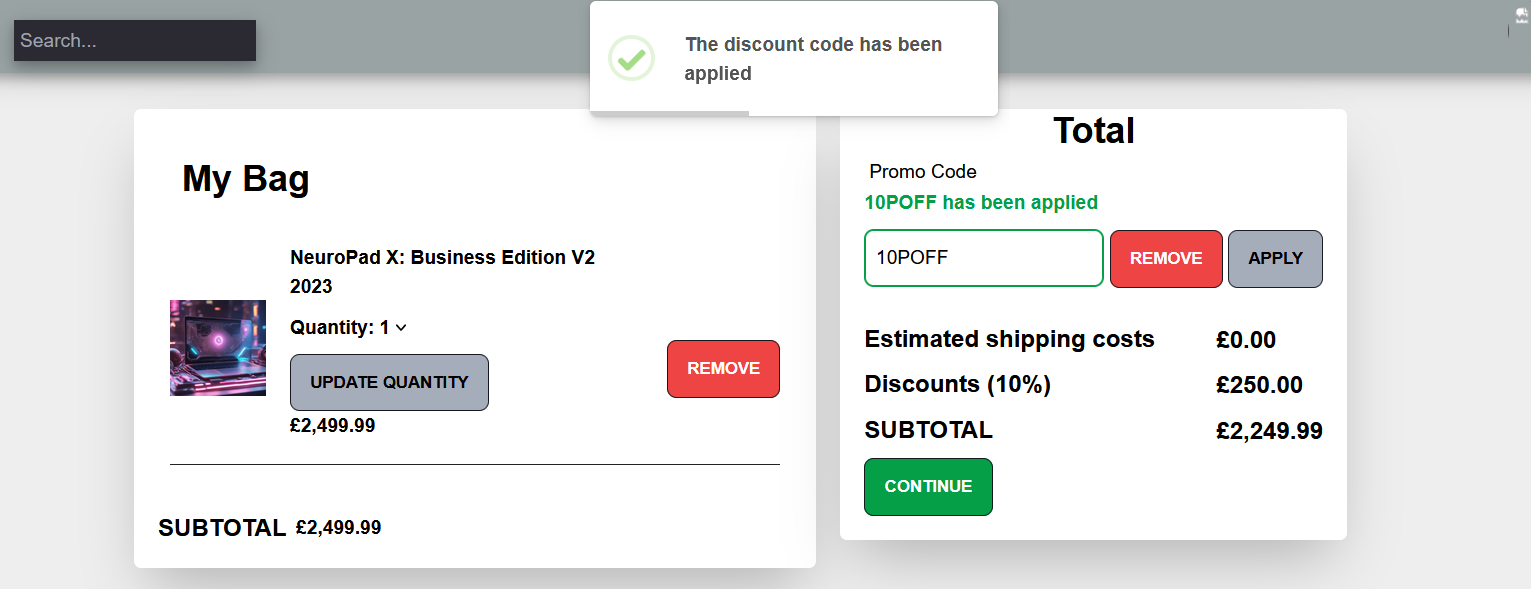 Search...
The discount code has been
applied
My Bag
NeuroPad X: Business Edition V2
2023
Quantity: 1
UPDATE QUANTITY
REMOVE
£2,499.99
SUBTOTAL £2,499.99
Total
Promo Code
10POFF has been applied
10POFF REMOVE APPLY
Estimated shipping costs £0.00
Discounts (10%) £250.00
SUBTOTAL £2,249.99
CONTINUE